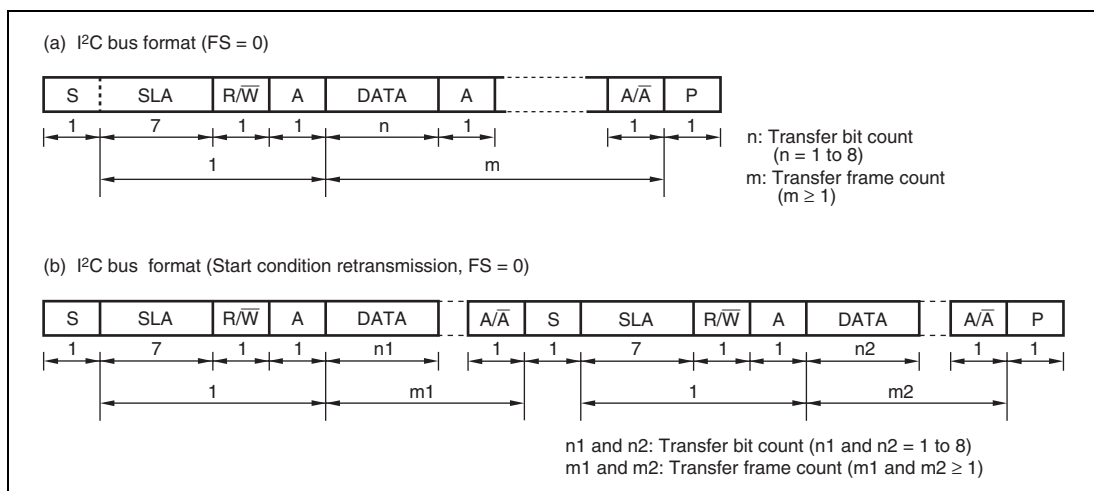 (a) I²C bus format (FS = 0)
S SLA R/W̅ A DATA A A/A̅ P
1 7 1 1 n 1 1 1
1 m
n: Transfer bit count
(n = 1 to 8)
m: Transfer frame count
(m ≥ 1)
(b) I²C bus format (Start condition retransmission, FS = 0)
S SLA R/W̅ A DATA A/A̅ S SLA R/W̅ A DATA A/A̅ P
1 7 1 1 n1 1 1 7 1 1 n2 1 1
1 m1 1 m2
n1 and n2: Transfer bit count (n1 and n2 = 1 to 8)
m1 and m2: Transfer frame count (m1 and m2 ≥ 1)